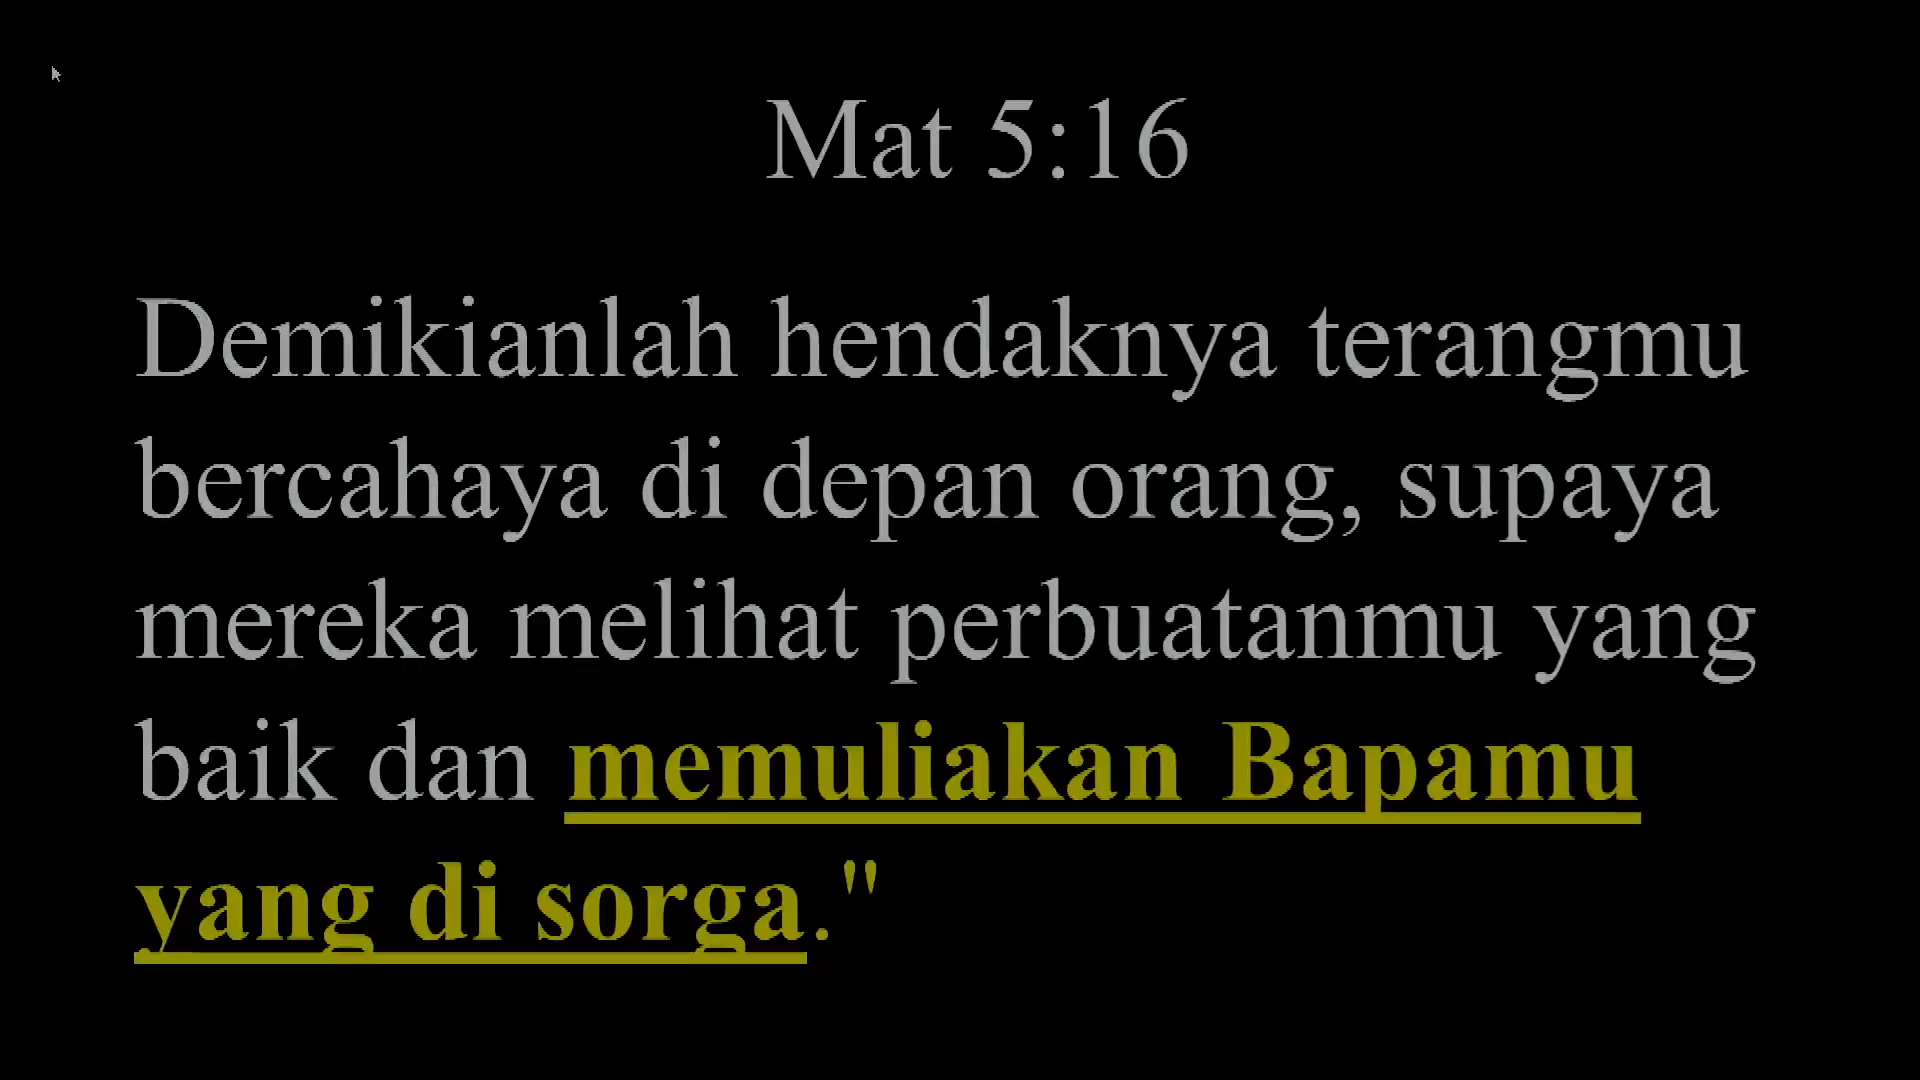 Mat 5:16
Demikianlah hendaknya terangmu
bercahaya di depan orang, supaya
mereka melihat perbuatanmu yang
baik dan memuliakan Bapamu
yang di sorga."